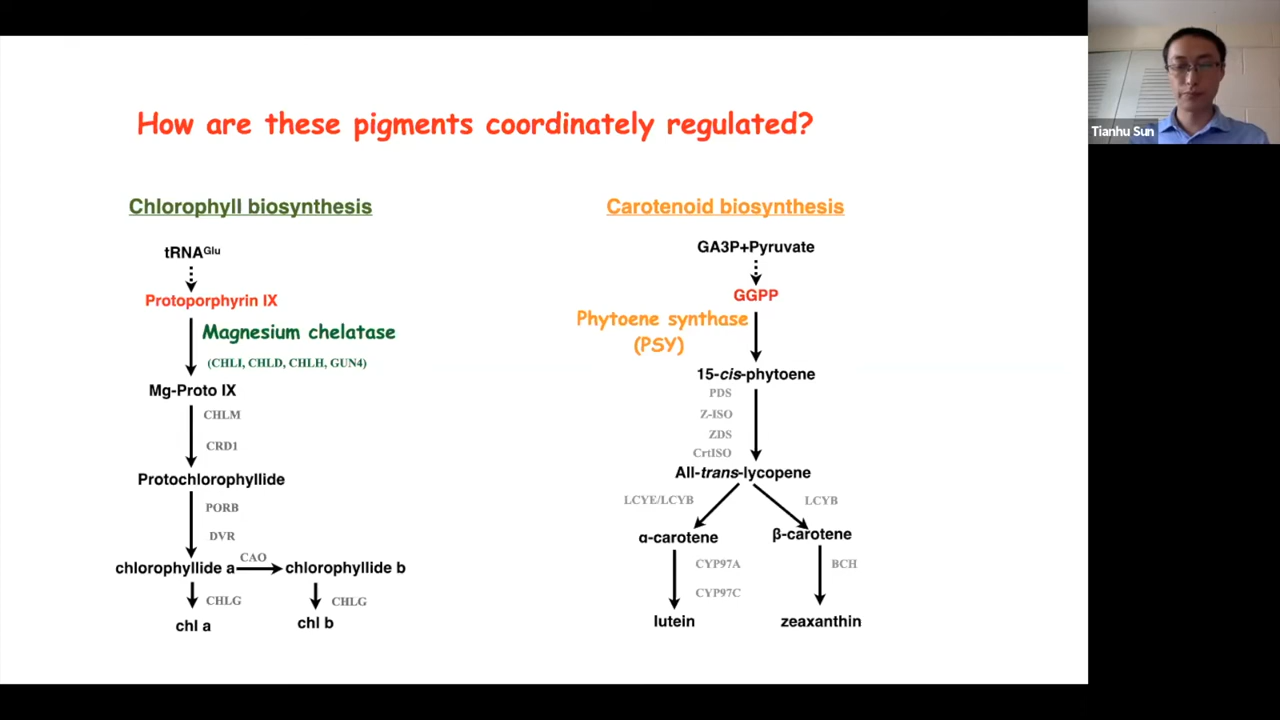 How are these pigments coordinately regulated?
Tianhu Sun
Chlorophyll biosynthesis
tRNAGlu
Protoporphyrin IX
Magnesium chelatase
(CHLI, CHLD, CHLH, GUN4)
Mg-Proto IX
CHLM
CRD1
Protochlorophyllide
PORB
DVR
CAO
chlorophyllide a
chlorophyllide b
CHLG
CHLG
chl a
chl b
Carotenoid biosynthesis
GA3P+Pyruvate
GGPP
Phytoene synthase
(PSY)
15-cis-phytoene
PDS
Z-ISO
ZDS
CrtISO
All-trans-lycopene
LCYE/LCYB
LCYB
α-carotene
β-carotene
CYP97A
BCH
CYP97C
lutein
zeaxanthin